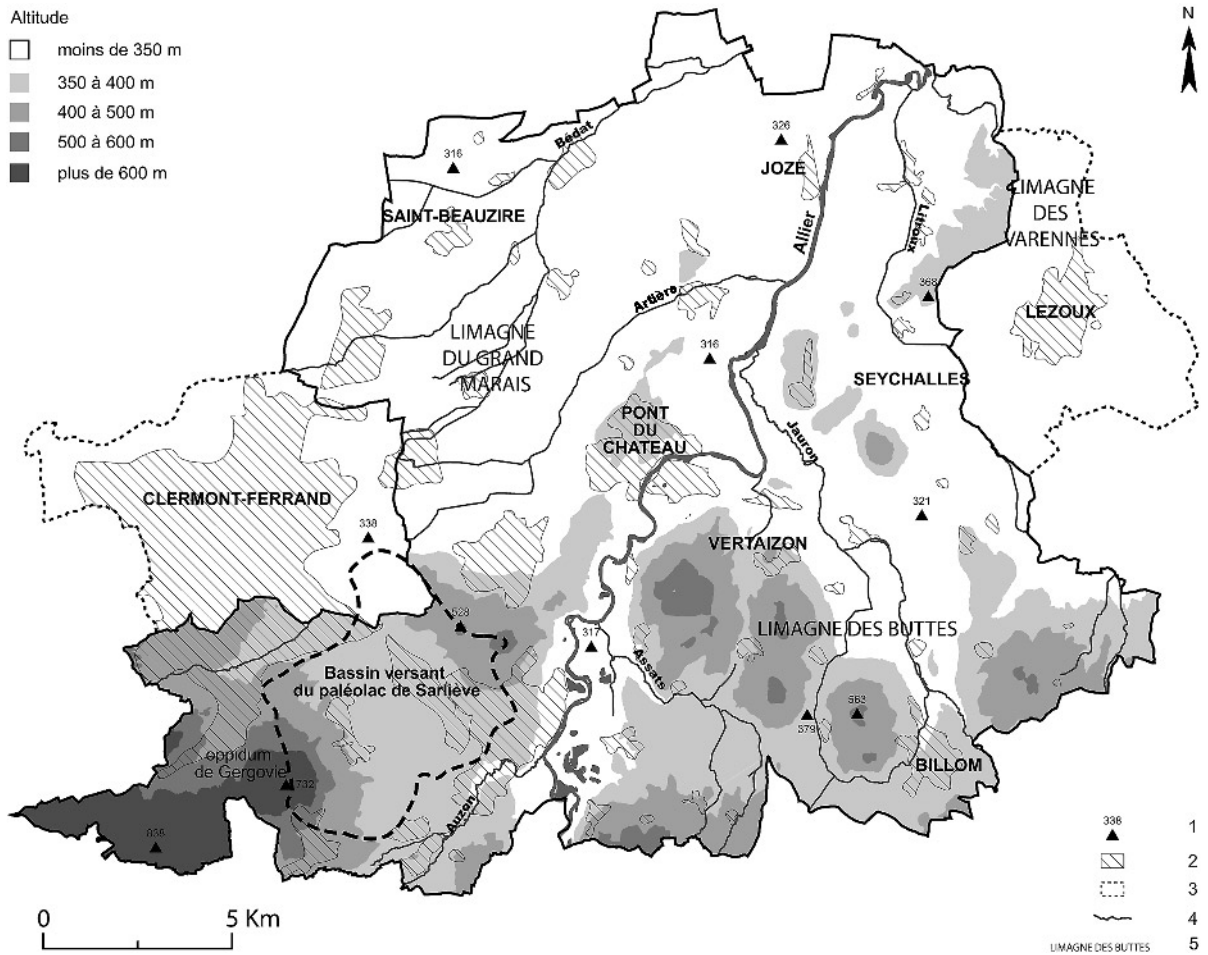 Altitude
moins de 350 m
350 à 400 m
400 à 500 m
500 à 600 m
plus de 600 m
N
326
JOZE
316
Bédat
SAINT-BEAUZIRE
Allier
Litroux
LIMAGNE
DES
VARENNES
368
LEZOUX
Artière
LIMAGNE
DU GRAND
MARAIS
316
SEYCHALLES
PONT
DU
CHATEAU
Jauron
CLERMONT-FERRAND
321
338
VERTAIZON
528
317
LIMAGNE DES BUTTES
Assats
Bassin versant
du paléolac de Sarliève
563
379
oppidum
de Gergovie
732
BILLOM
Auzon
838
0 5 Km
338 1
2
3
4
LIMAGNE DES BUTTES 5